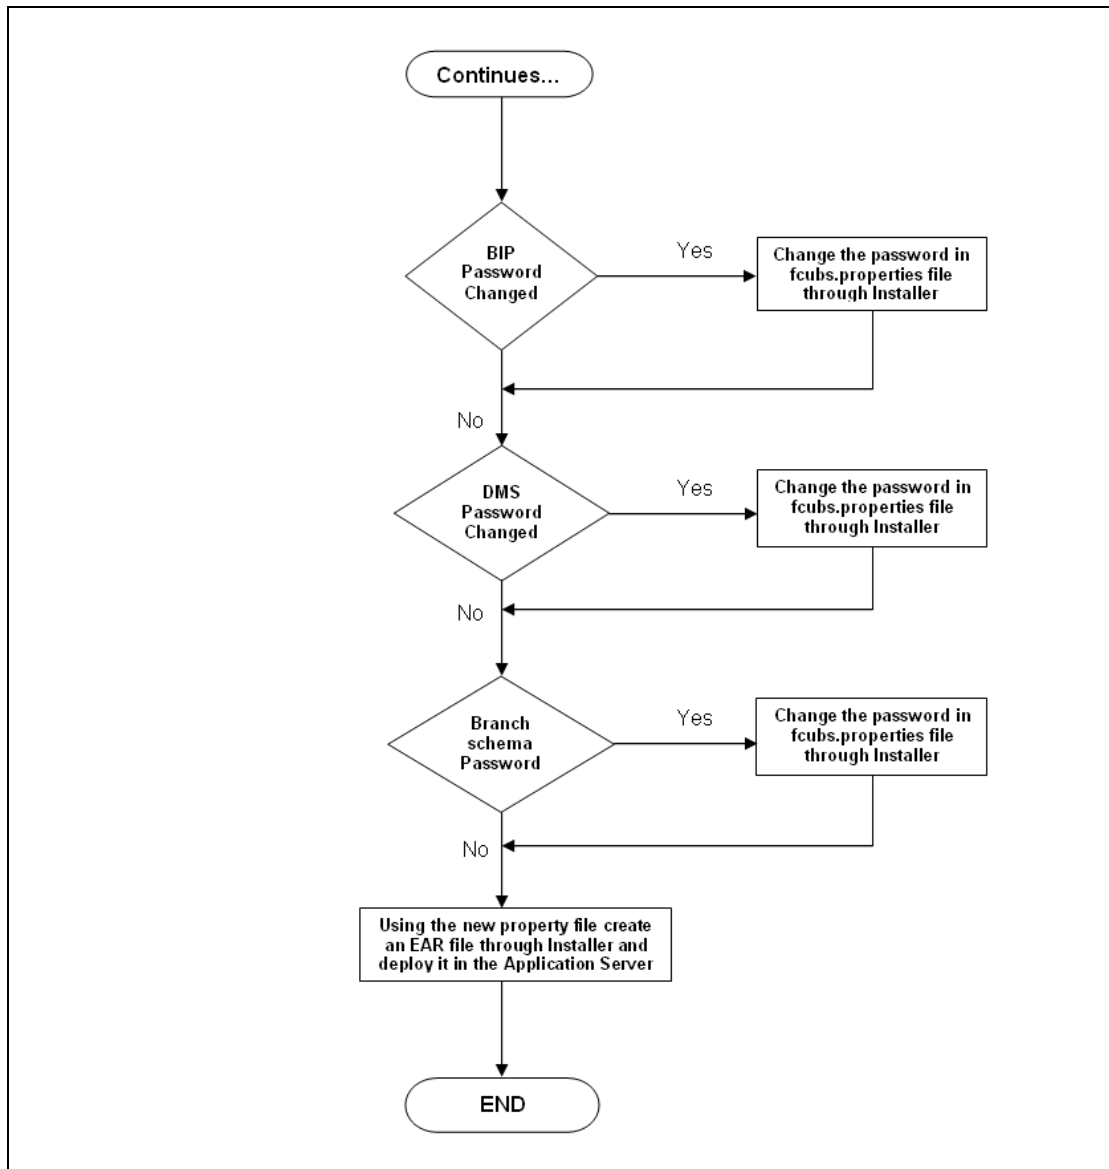 Continues...
BIP
Password
Changed
Yes
Change the password in
fcubs.properties file
through Installer
No
DMS
Password
Changed
Yes
Change the password in
fcubs.properties file
through Installer
No
Branch
schema
Password
Yes
Change the password in
fcubs.properties file
through Installer
No
Using the new property file create
an EAR file through Installer and
deploy it in the Application Server
END